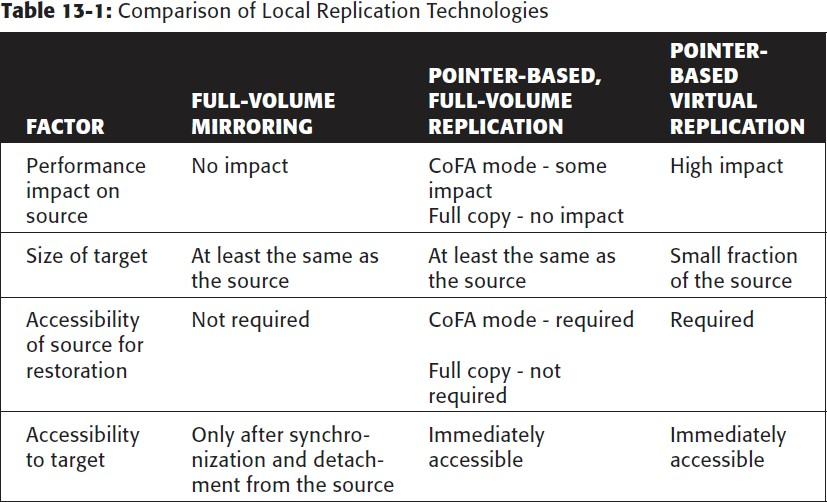 Table 13-1: Comparison of Local Replication Technologies
FACTOR
FULL-VOLUME
MIRRORING
POINTER-BASED,
FULL-VOLUME
REPLICATION
POINTER-
BASED
VIRTUAL
REPLICATION
Performance
impact on
source
No impact
CoFA mode - some
impact
Full copy - no impact
High impact
Size of target
At least the same as
the source
At least the same as
the source
Small fraction
of the source
Accessibility
of source for
restoration
Not required
CoFA mode - required
Full copy - not
required
Required
Accessibility
to target
Only after synchro-
nization and detach-
ment from the source
Immediately
accessible
Immediately
accessible